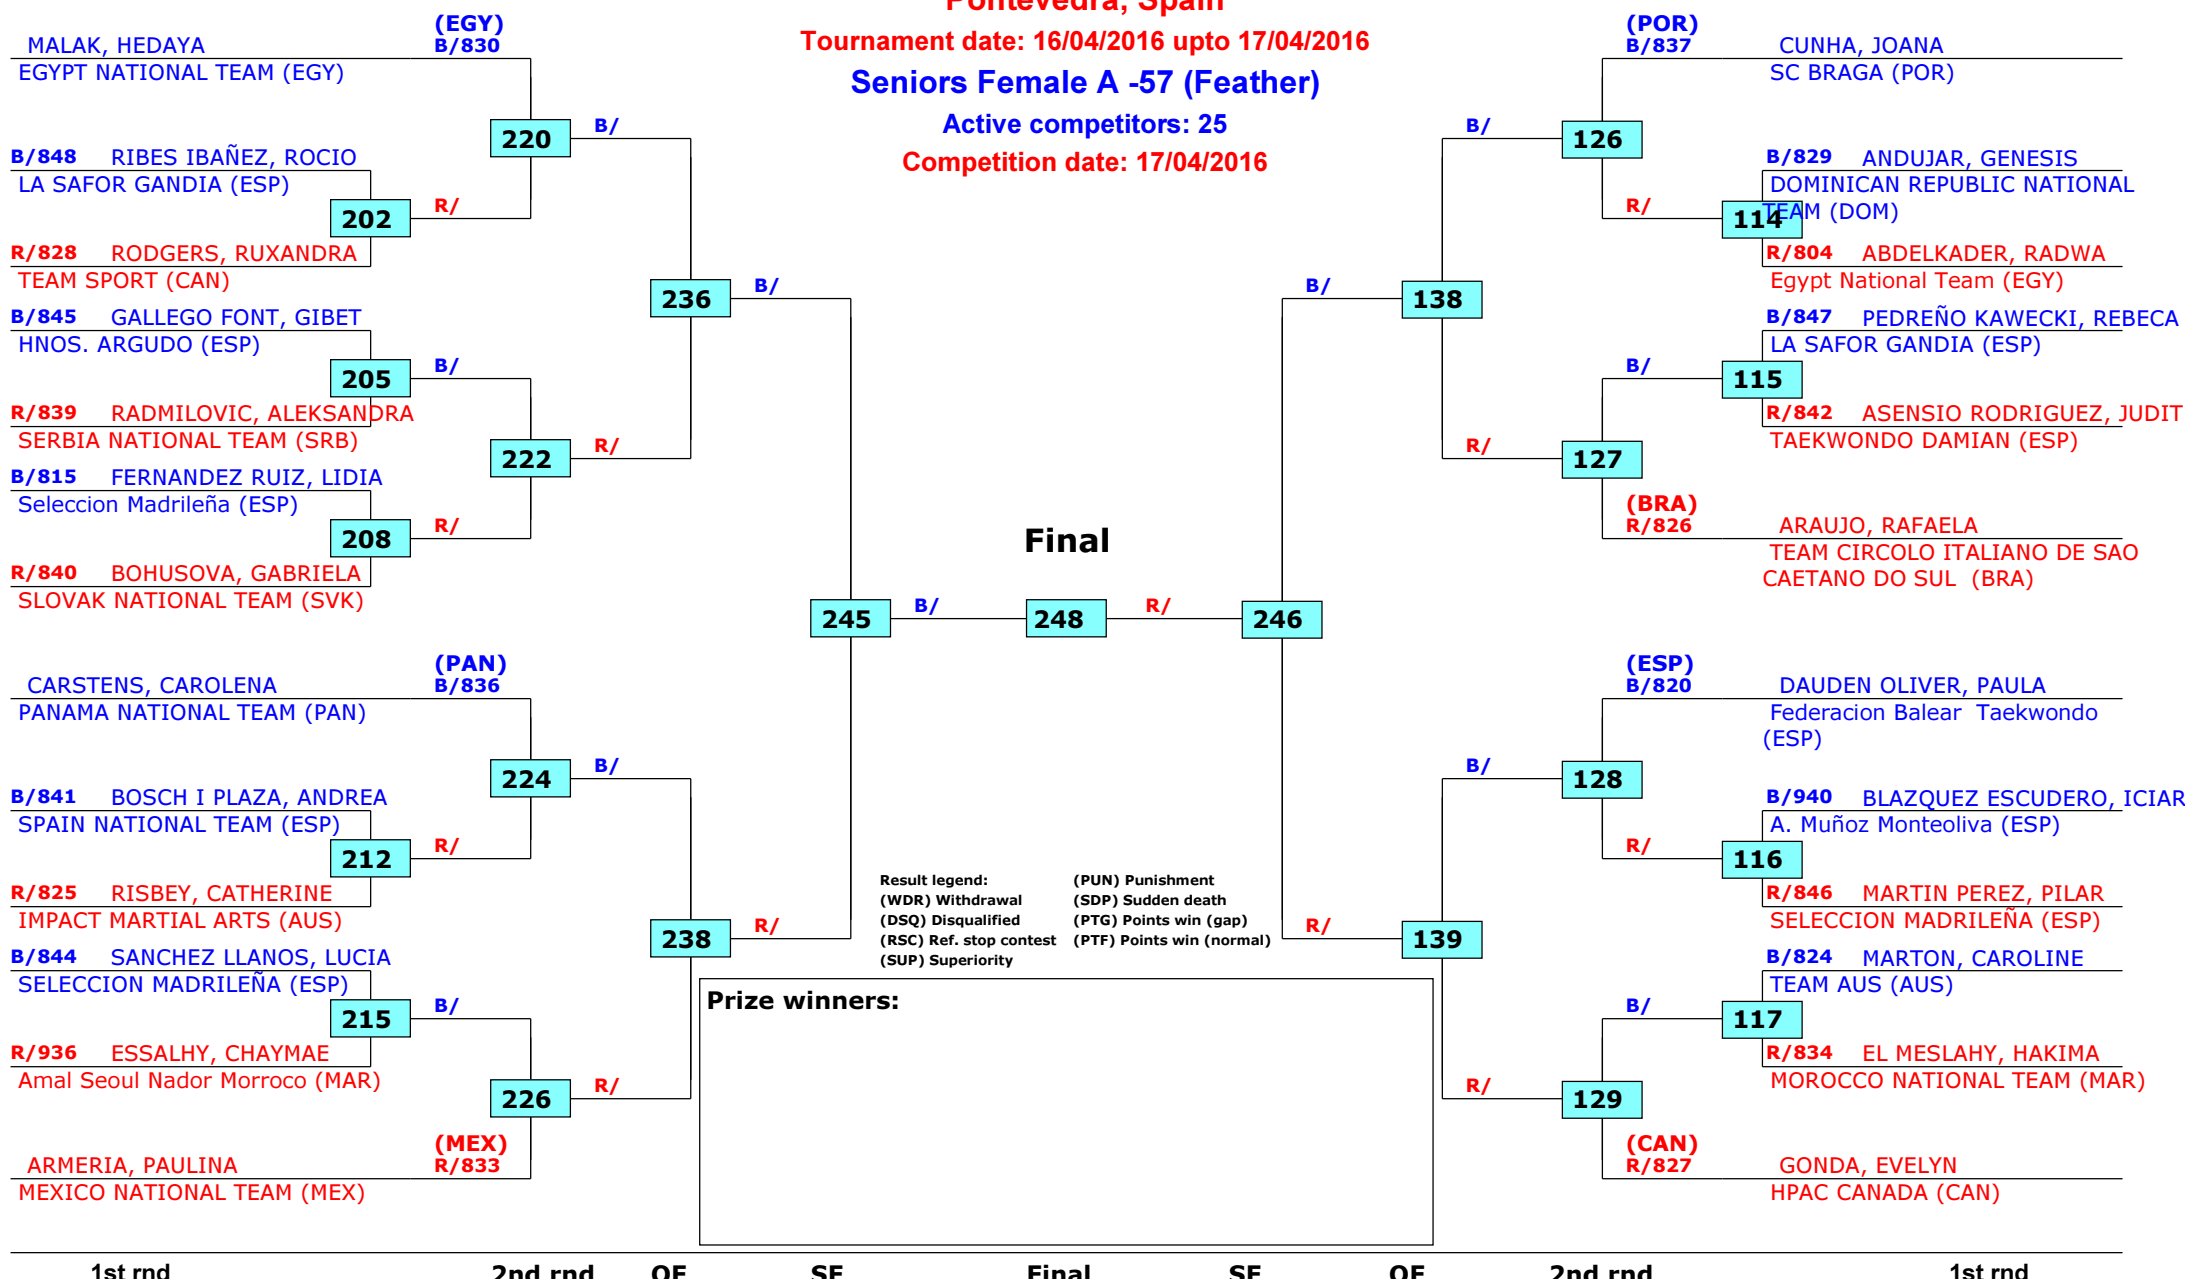 Pontevedra, Spain
Tournament date: 16/04/2016 upto 17/04/2016
Seniors Female A -57 (Feather)
Active competitors: 25
Competition date: 17/04/2016
(EGY)
MALAK, HEDAYA B/830
EGYPT NATIONAL TEAM (EGY)
220 B/
B/848 RIBES IBAÑEZ, ROCIO
LA SAFOR GANDIA (ESP)
202 R/
R/828 RODGERS, RUXANDRA
TEAM SPORT (CAN)
236 B/
B/845 GALLEGO FONT, GIBET
HNOS. ARGUDO (ESP)
205 B/
R/839 RADMILOVIC, ALEKSANDRA
SERBIA NATIONAL TEAM (SRB)
222 R/
B/815 FERNANDEZ RUIZ, LIDIA
Seleccion Madrileña (ESP)
208 R/
R/840 BOHUSOVA, GABRIELA
SLOVAK NATIONAL TEAM (SVK)
Final
245 B/ 248 R/ 246
(PAN)
CARSTENS, CAROLENA B/836
PANAMA NATIONAL TEAM (PAN)
224 B/
B/841 BOSCH I PLAZA, ANDREA
SPAIN NATIONAL TEAM (ESP)
212 R/
R/825 RISBEY, CATHERINE
IMPACT MARTIAL ARTS (AUS)
238 R/
B/844 SANCHEZ LLANOS, LUCIA
SELECCION MADRILEÑA (ESP)
215 B/
R/936 ESSALHY, CHAYMAE
Amal Seoul Nador Morroco (MAR)
226 R/
(MEX)
ARMERIA, PAULINA R/833
MEXICO NATIONAL TEAM (MEX)
(POR)
B/837 CUNHA, JOANA
SC BRAGA (POR)
B/ 126
B/829 ANDUJAR, GENESIS
DOMINICAN REPUBLIC NATIONAL
TEAM (DOM)
R/ 114
R/804 ABDELKADER, RADWA
Egypt National Team (EGY)
B/ 138
B/847 PEDREÑO KAWECKI, REBECA
LA SAFOR GANDIA (ESP)
B/ 115
R/842 ASENSIO RODRIGUEZ, JUDIT
TAEKWONDO DAMIAN (ESP)
R/ 127
(BRA)
R/826 ARAUJO, RAFAELA
TEAM CIRCOLO ITALIANO DE SAO
CAETANO DO SUL (BRA)
(ESP)
B/820 DAUDEN OLIVER, PAULA
Federacion Balear Taekwondo
(ESP)
B/ 128
B/940 BLAZQUEZ ESCUDERO, ICIAR
A. Muñoz Monteoliva (ESP)
R/ 116
R/846 MARTIN PEREZ, PILAR
SELECCION MADRILEÑA (ESP)
R/ 139
B/824 MARTON, CAROLINE
TEAM AUS (AUS)
B/ 117
R/834 EL MESLAHY, HAKIMA
MOROCCO NATIONAL TEAM (MAR)
R/ 129
(CAN)
R/827 GONDA, EVELYN
HPAC CANADA (CAN)
Result legend: (PUN) Punishment
(WDR) Withdrawal (SDP) Sudden death
(DSQ) Disqualified (PTG) Points win (gap)
(RSC) Ref. stop contest (PTF) Points win (normal)
(SUP) Superiority
Prize winners:
1st rnd 2nd rnd QF SF Final SF QF 2nd rnd 1st rnd